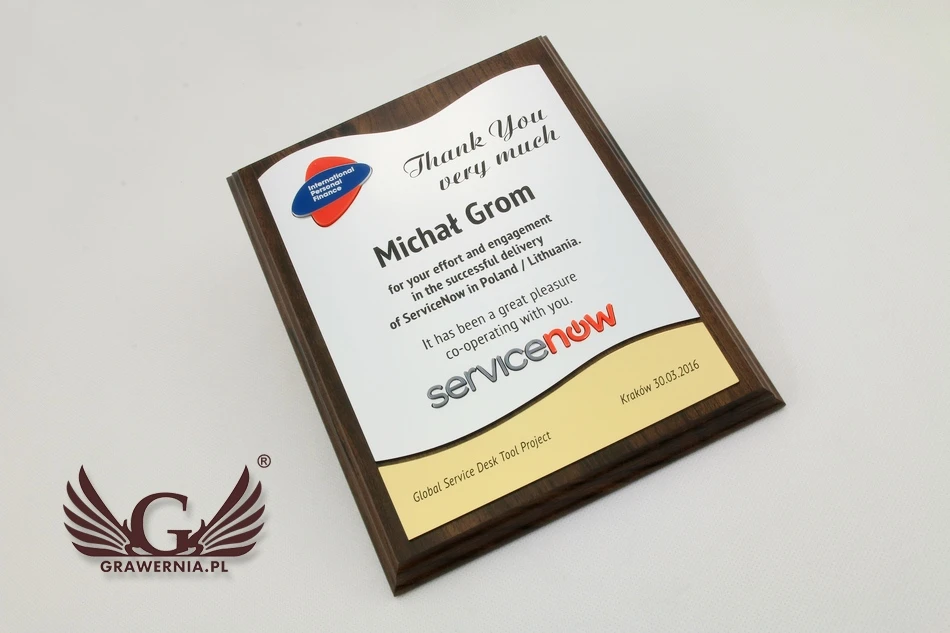 Thank You
very much
International
Personal
Finance
Michał Grom
for your effort and engagement
in the successful delivery
of ServiceNow in Poland / Lithuania.
It has been a great pleasure
co-operating with you.
servicenow
Global Service Desk Tool Project
Kraków 30.03.2016
G
®
GRAWERNIA.PL